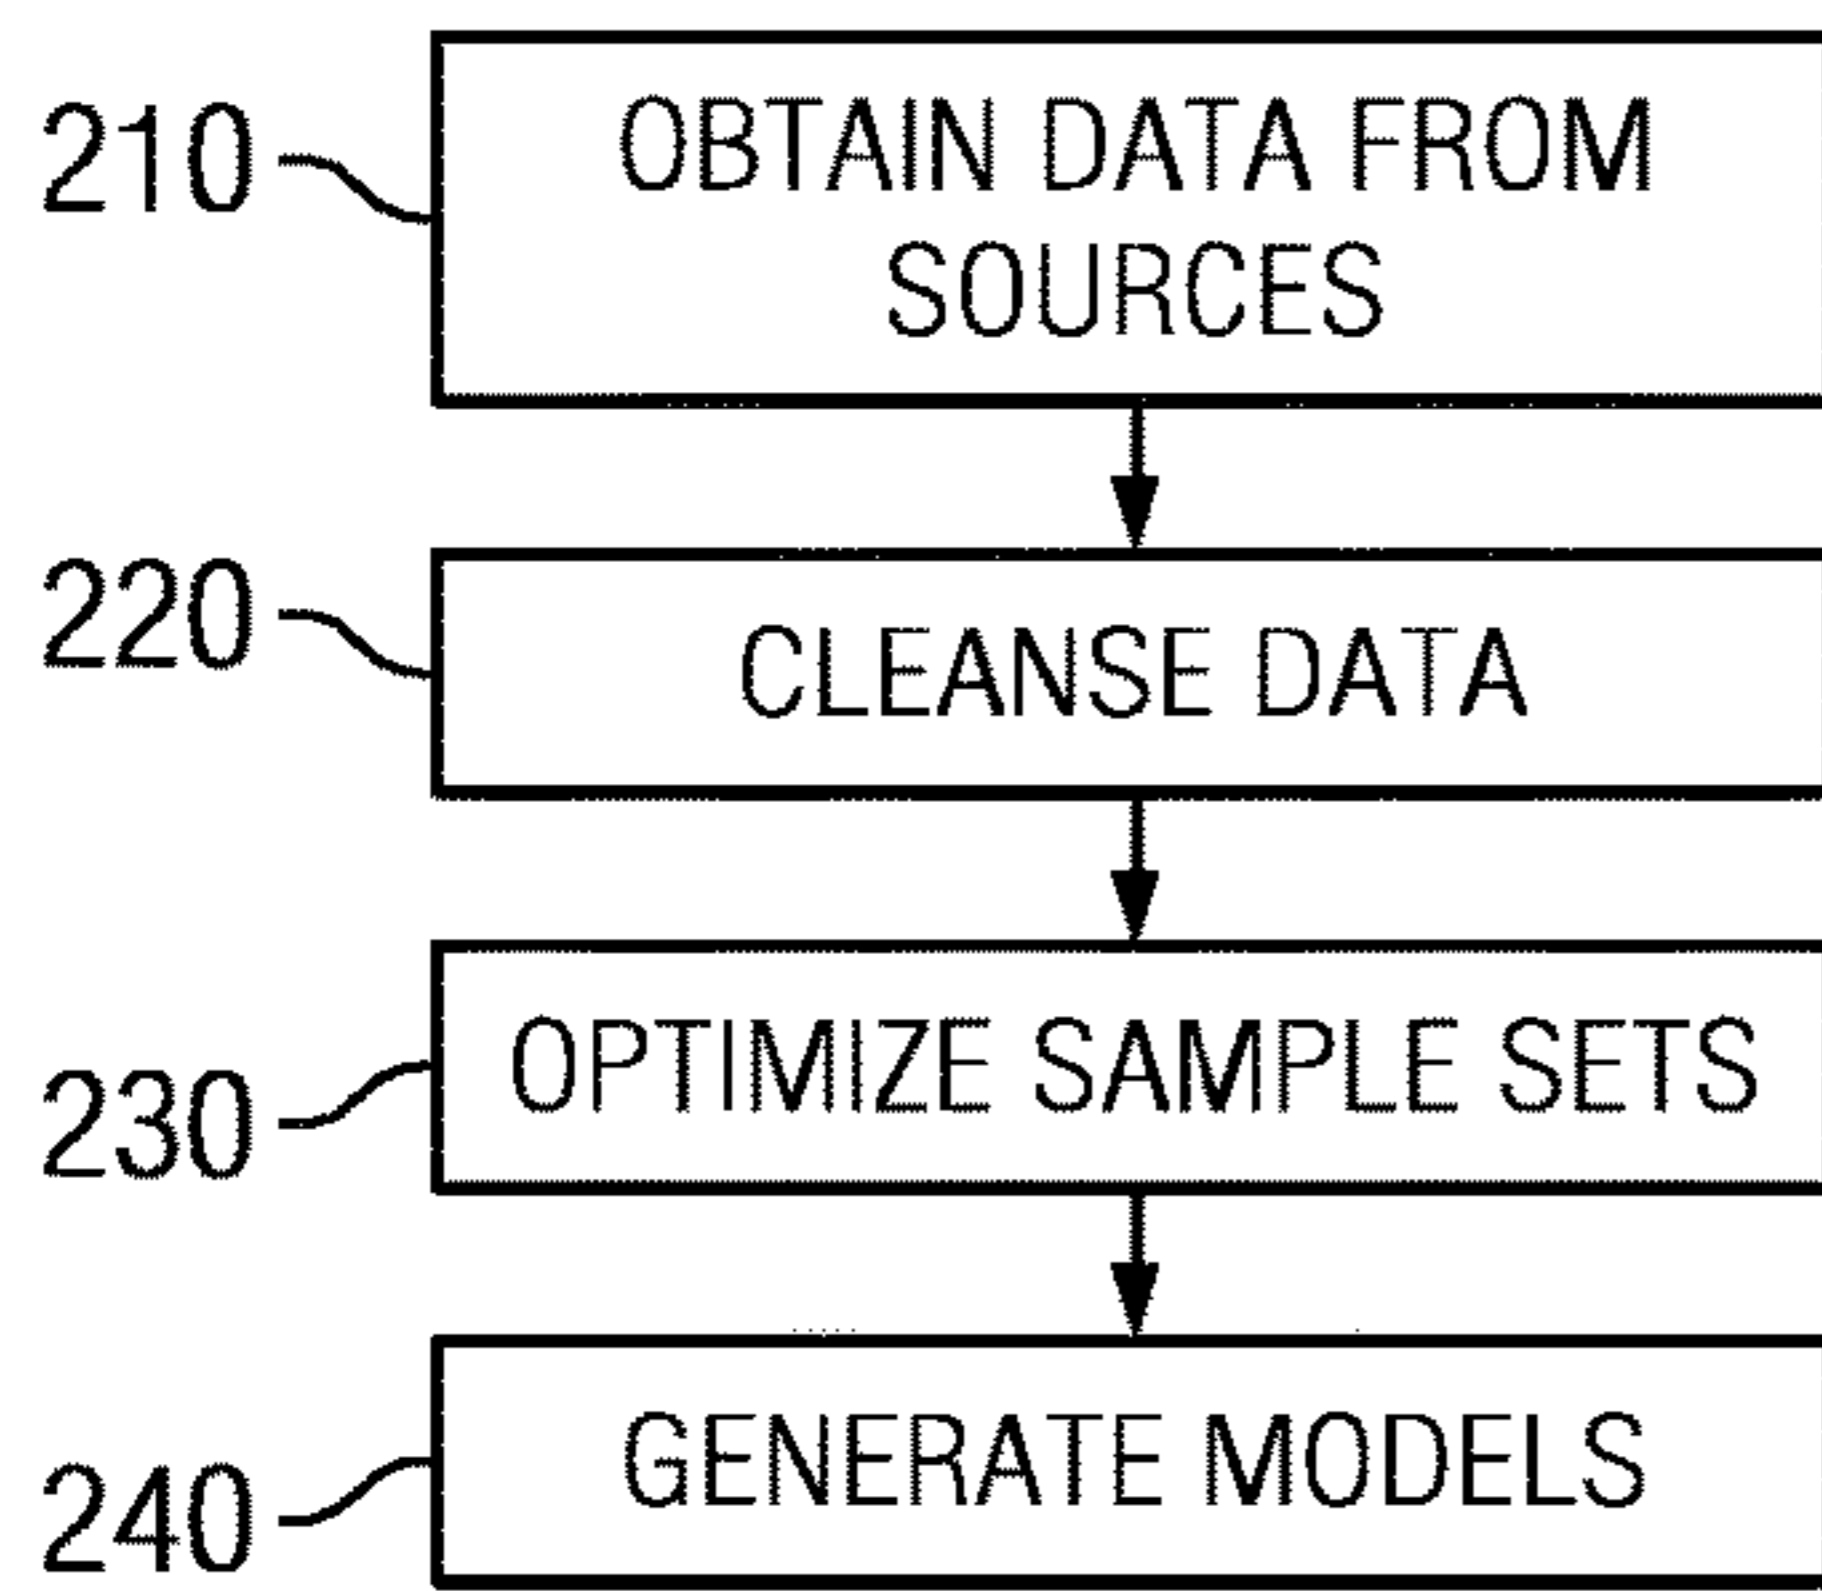 210
OBTAIN DATA FROM
SOURCES
220
CLEANSE DATA
230
OPTIMIZE SAMPLE SETS
240
GENERATE MODELS